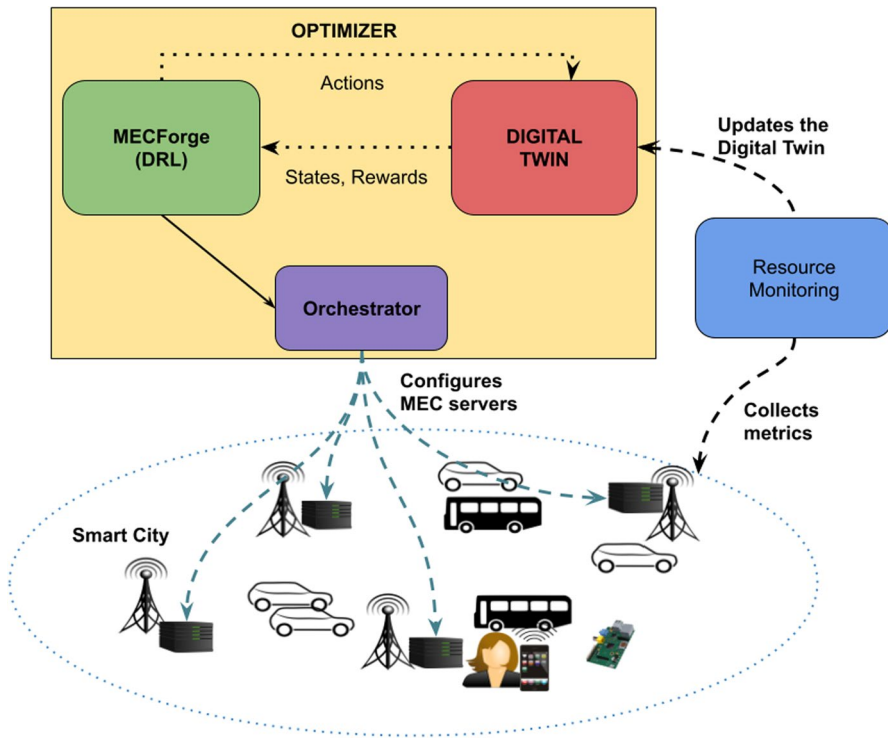 OPTIMIZER
Actions
MECForge
(DRL)
DIGITAL
TWIN
States, Rewards
Updates the
Digital Twin
Resource
Monitoring
Orchestrator
Configures
MEC servers
Collects
metrics
Smart City